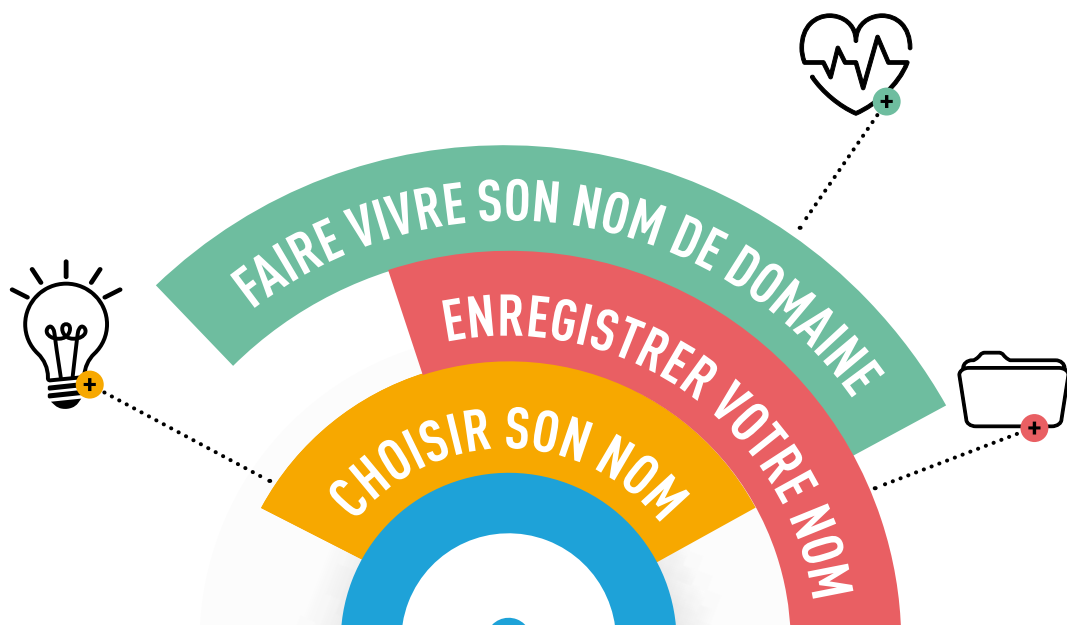 FAIRE VIVRE SON NOM DE DOMAINE
ENREGISTRER VOTRE NOM
CHOISIR SON NOM